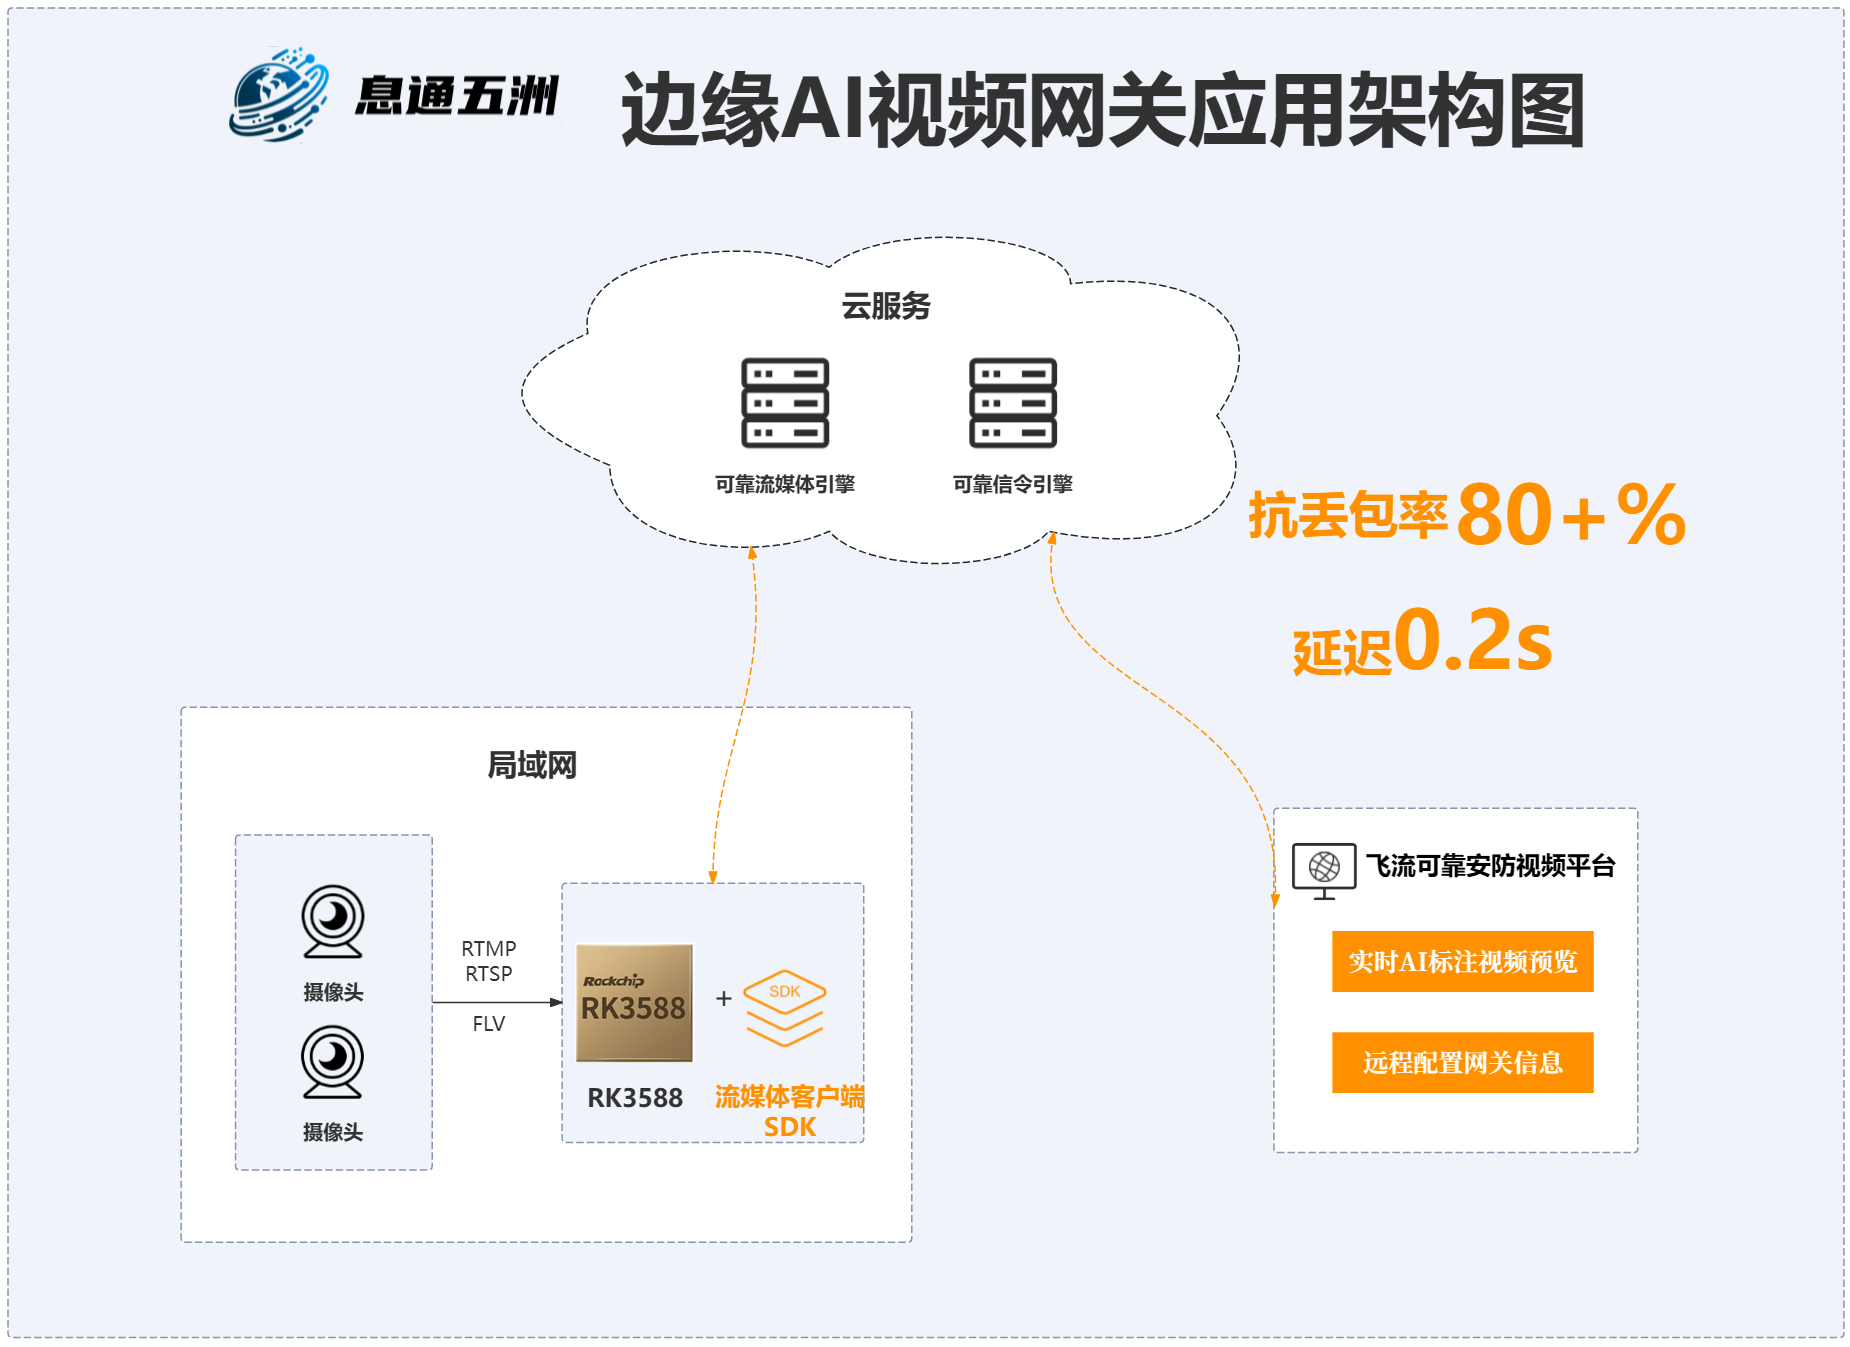 息通五洲
边缘AI视频网关应用架构图
云服务
可靠流媒体引擎
可靠信令引擎
抗丢包率80+%
延迟0.2s
局域网
摄像头
摄像头
RTMP
RTSP
FLV
Rockchip
RK3588
RK3588
+
SDK
流媒体客户端
SDK
飞流可靠安防视频平台
实时AI标注视频预览
远程配置网关信息